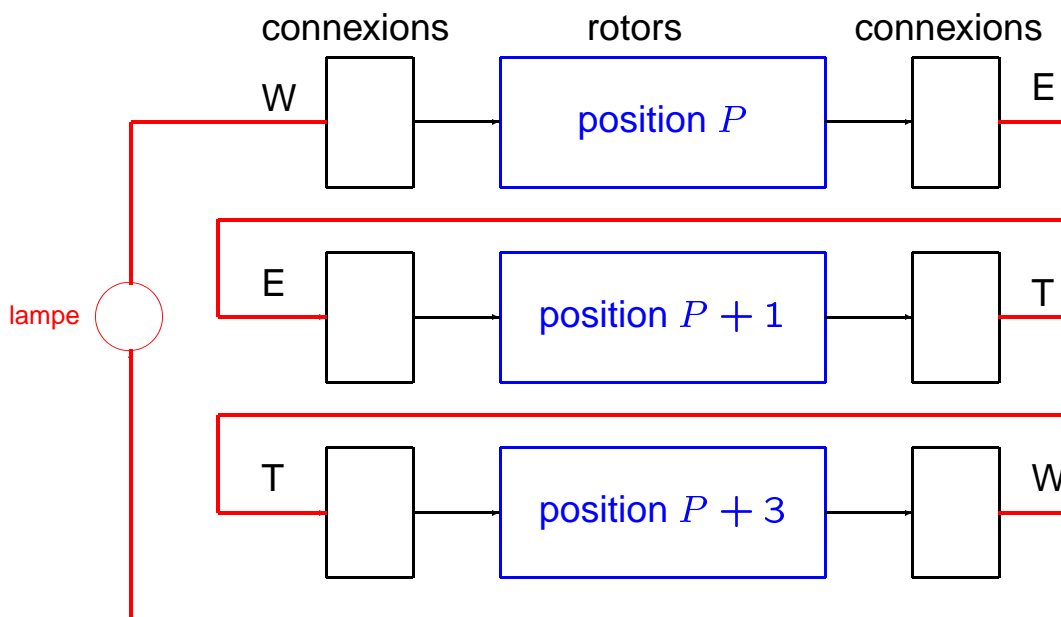 connexions rotors connexions
W position P E
E position P + 1 T
lampe
T position P + 3 W